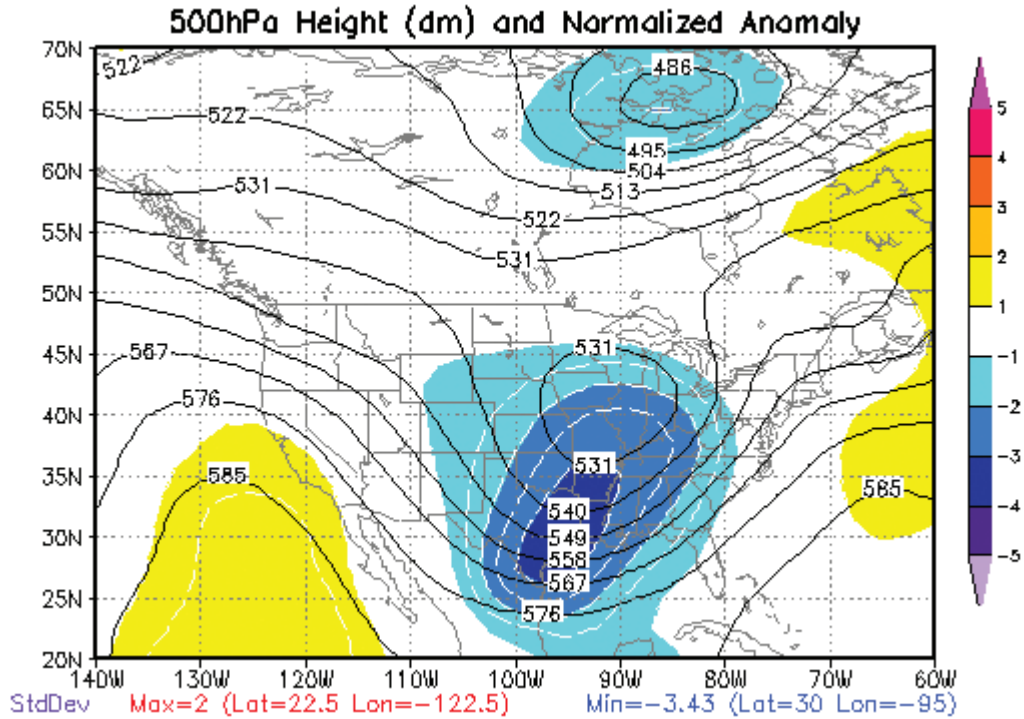 500hPa Height (dm) and Normalized Anomaly
70N
65N
60N
55N
50N
45N
40N
35N
30N
25N
20N
522
486
522
495
504
531
513
522
531
567
531
576
531
585
585
540
549
558
567
576
5
4
3
2
1
-1
-2
-3
-4
-5
140W 130W 120W 110W 100W 90W 80W 70W 60W
StdDev Max=2 (Lat=22.5 Lon=-122.5) Min=-3.43 (Lat=30 Lon=-95)